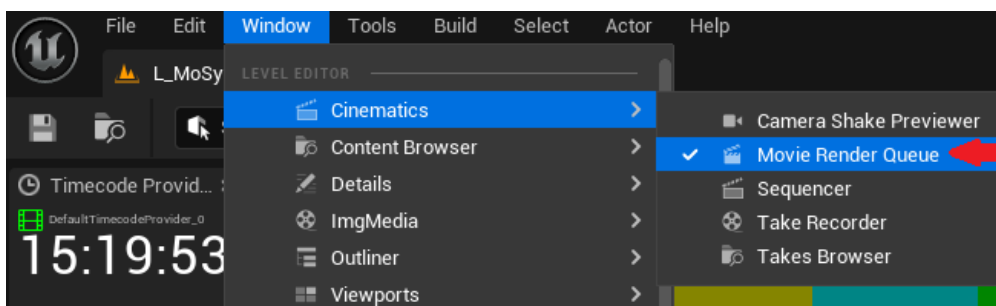 File Edit Window Tools Build Select Actor Help
L_MoSy
LEVEL EDITOR
Cinematics
Camera Shake Previewer
Content Browser
Movie Render Queue
Timecode Provid...
Details
Sequencer
DefaultTimecodeProvider_0
ImgMedia
Take Recorder
15:19:53
Outliner
Takes Browser
Viewports